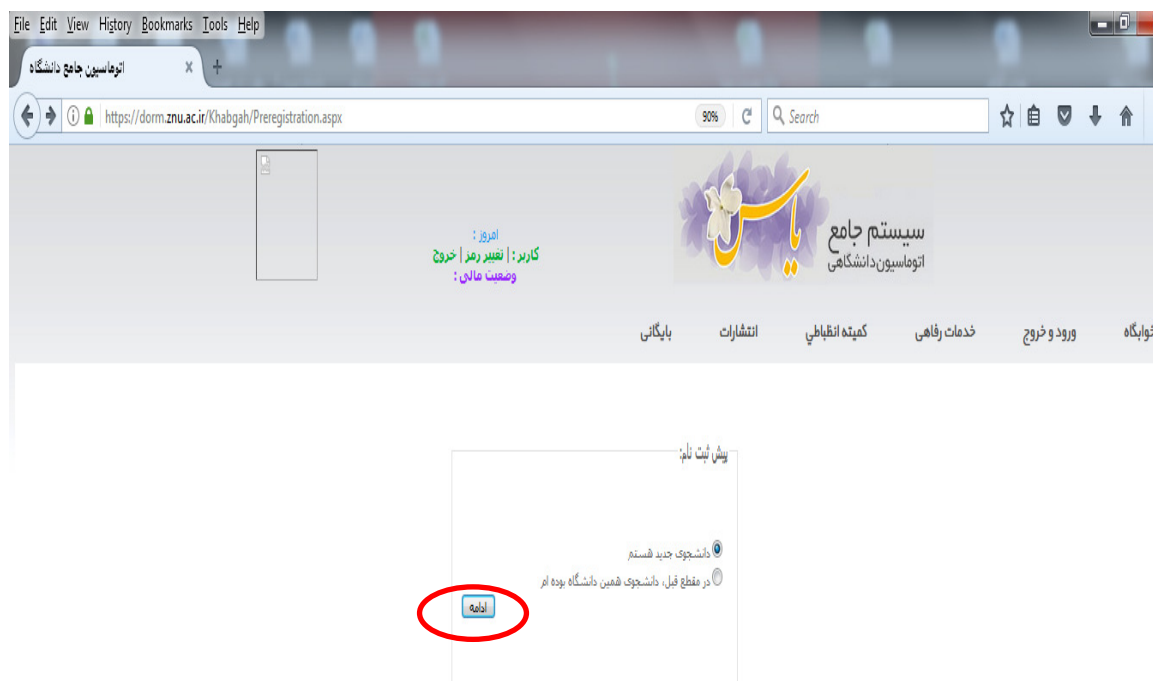 File Edit View History Bookmarks Tools Help
اتوماسیون جامع دانشگاه × +
https://dorm.znu.ac.ir/Khabgah/Preregistration.aspx 90% Search
یاس
سیستم جامع
اتوماسیون دانشگاهی
امروز :
کاربر : | تغییر رمز | خروج
وضعیت مالی :
خوابگاه ورود و خروج خدمات رفاهی کمیته انظباطي انتشارات بایگانی
پیش ثبت نام:
دانشجوی جدید هستم
در مقطع قبل، دانشجوی همین دانشگاه بوده ام
ادامه